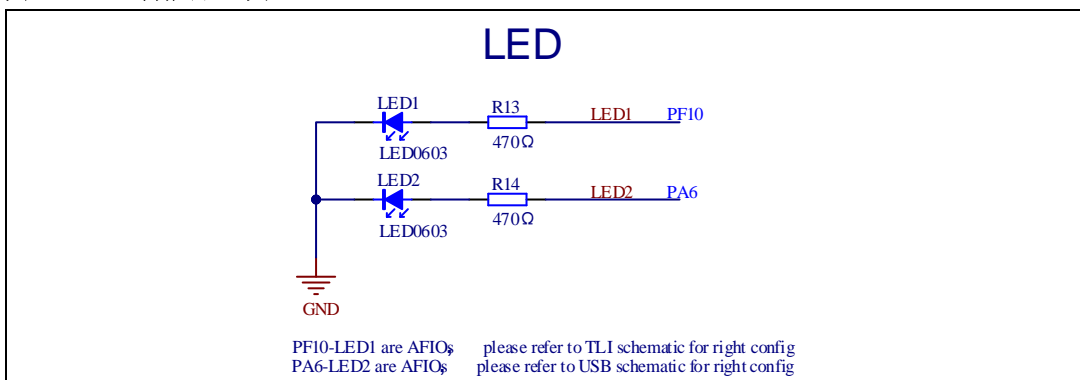 LED
LED1
R13
LED1 PF10
470Ω
LED0603
LED2
R14
LED2 PA6
470Ω
LED0603
GND
PF10-LED1 are AFIOs, please refer to TLI schematic for right config
PA6-LED2 are AFIOs, please refer to USB schematic for right config